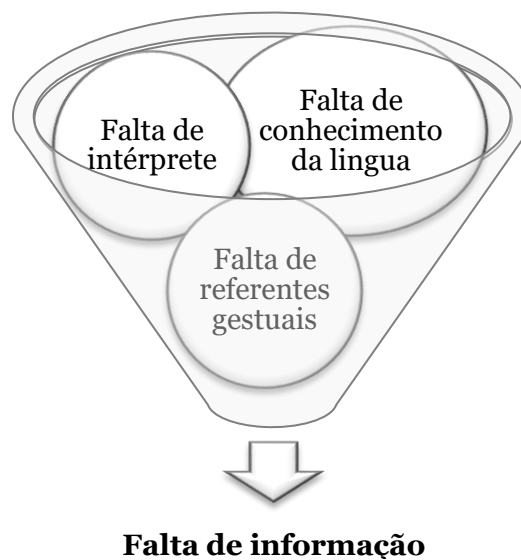 Falta de
intérprete
Falta de
conhecimento
da lingua
Falta de
referentes
gestuais
Falta de informação